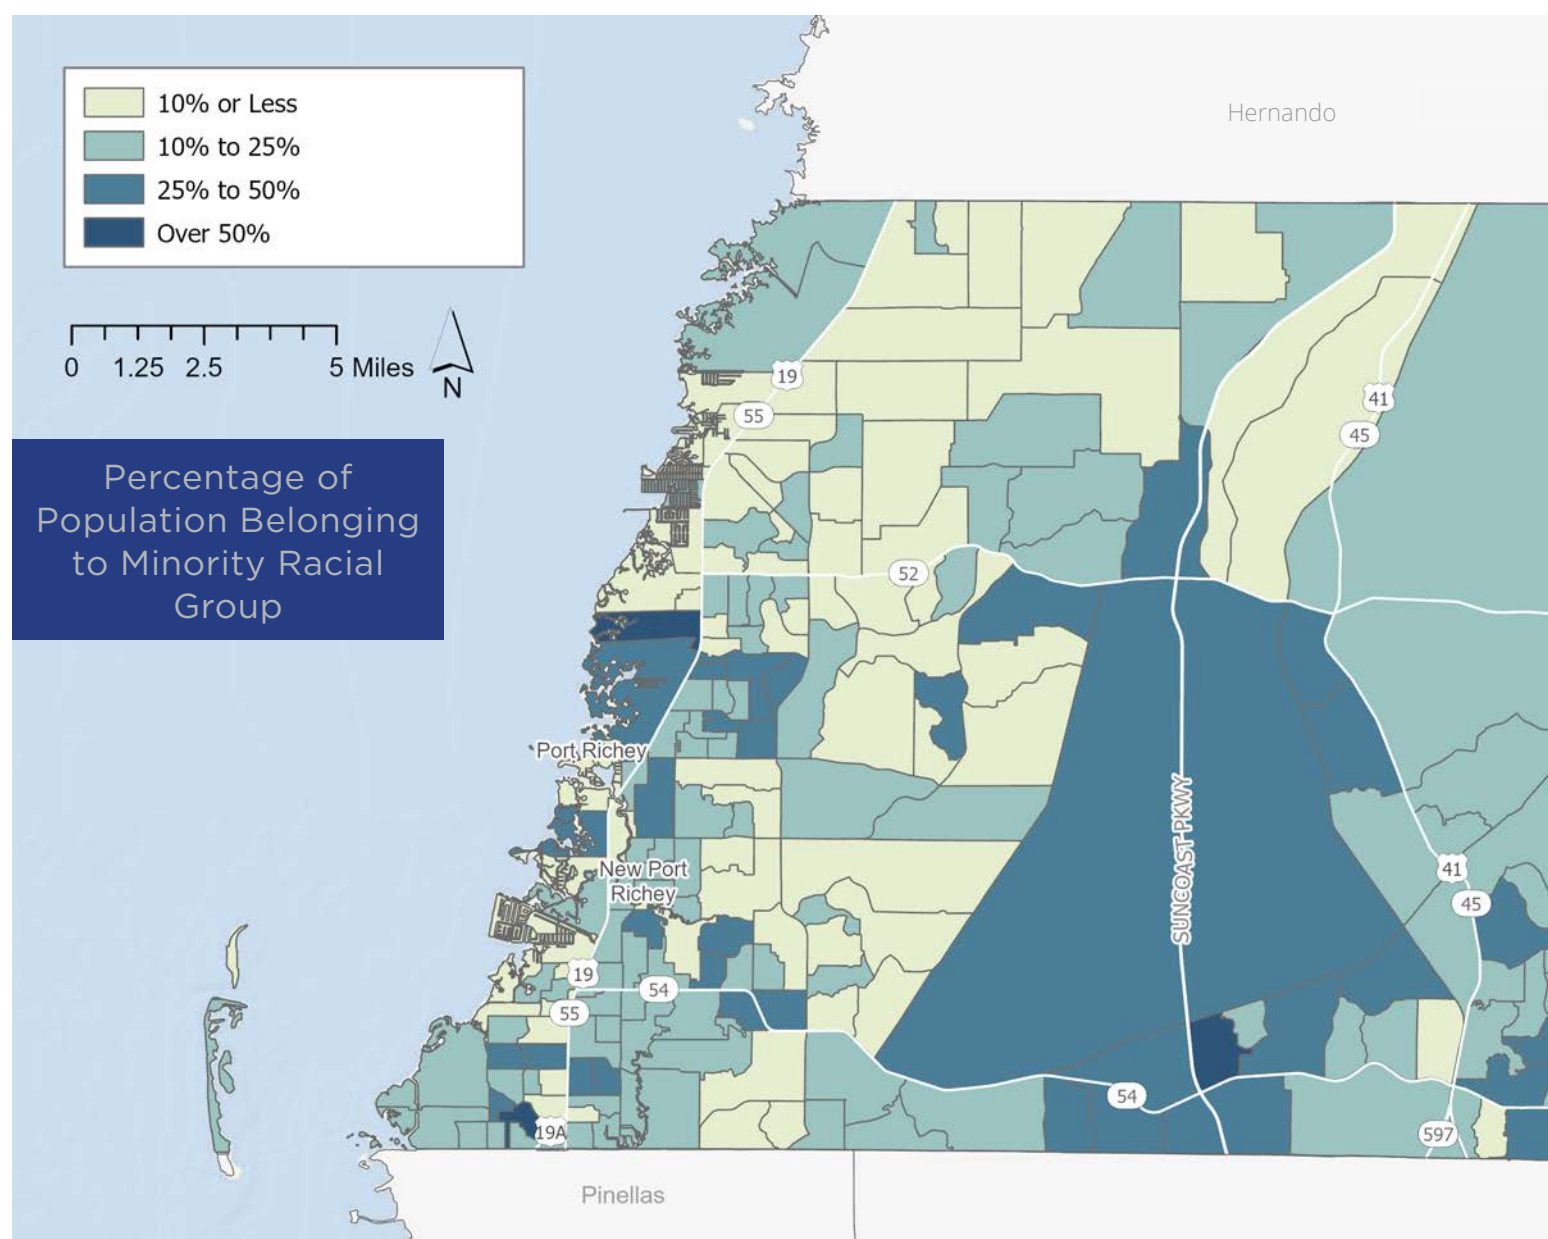 10% or Less
10% to 25%
25% to 50%
Over 50%
0 1.25 2.5 5 Miles
N
Percentage of
Population Belonging
to Minority Racial
Group
Hernando
19
55
41
45
52
Port Richey
SUNCOAST PKWY
New Port
Richey
41
45
19
54
55
54
19A
597
Pinellas